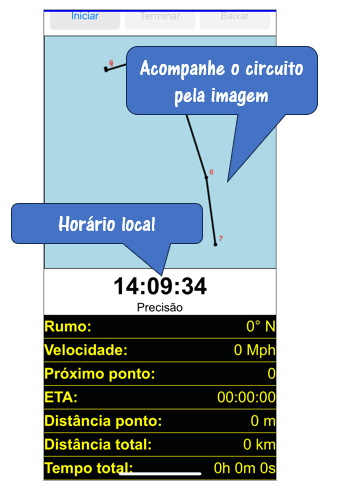 Iniciar Terminar Baixar
Acompanhe o circuito
pela imagem
6
7
Horário local
14:09:34
Precisão
Rumo: 0° N
Velocidade: 0 Mph
Próximo ponto: 0
ETA: 00:00:00
Distância ponto: 0 m
Distância total: 0 km
Tempo total: 0h 0m 0s